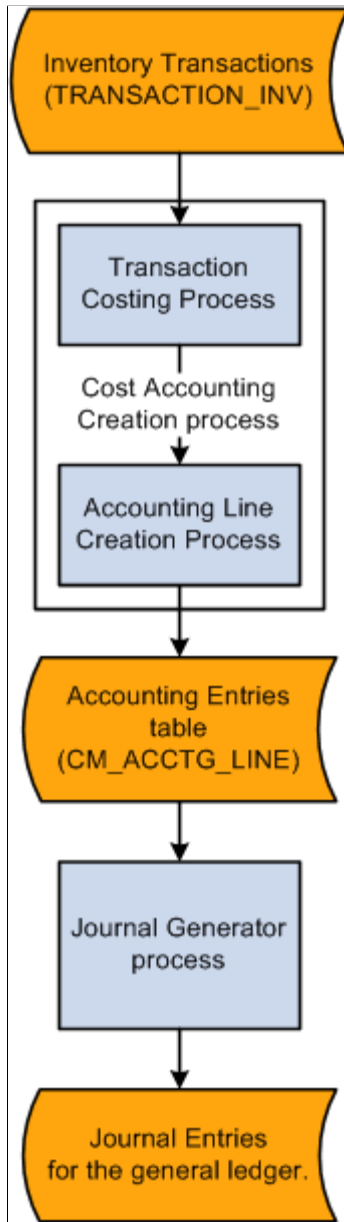 Inventory Transactions
(TRANSACTION_INV)
Transaction
Costing Process
Cost Accounting
Creation process
Accounting Line
Creation Process
Accounting Entries
table
(CM_ACCTG_LINE)
Journal Generator
process
Journal Entries
for the general ledger.